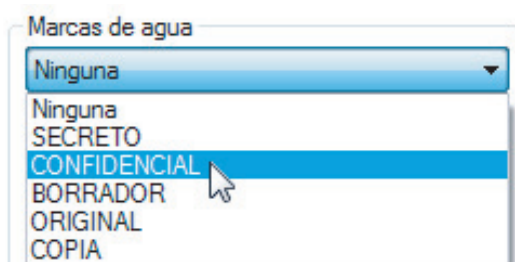 Marcas de agua
Ninguna
Ninguna
SECRETO
CONFIDENCIAL
BORRADOR
ORIGINAL
COPIA